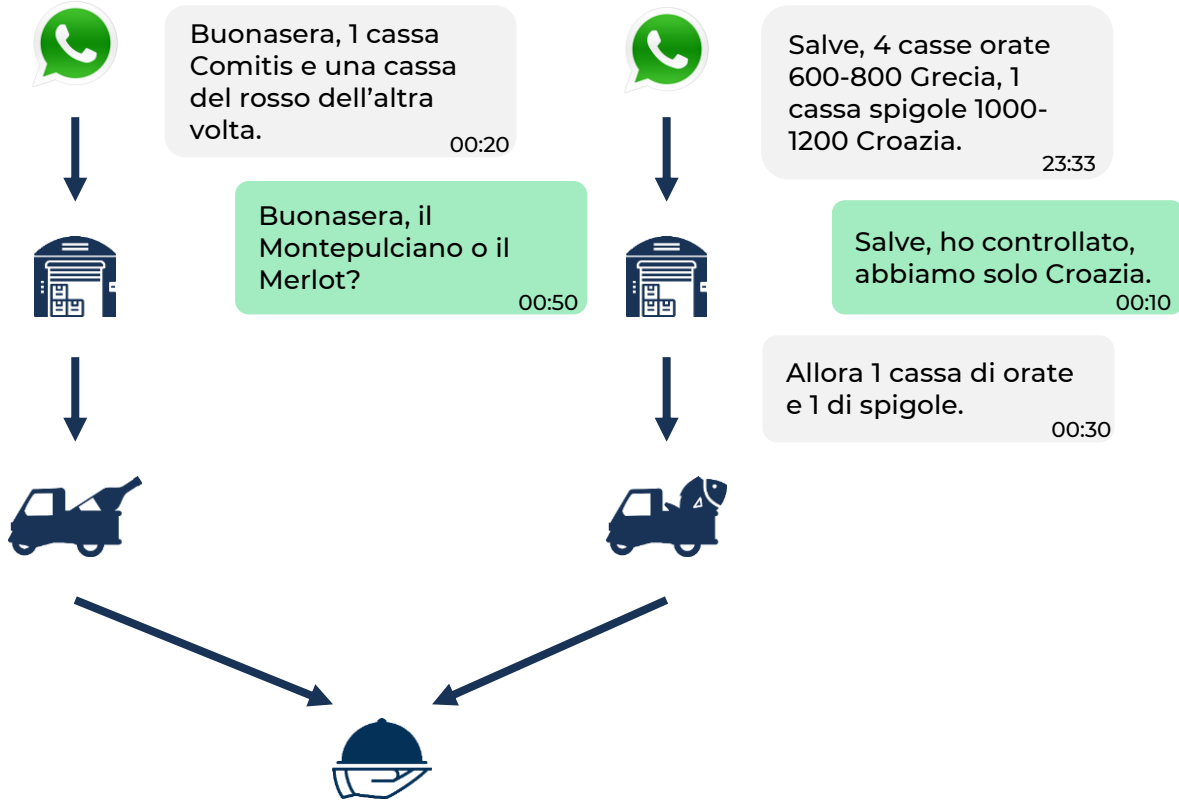 Buonasera, 1 cassa
Comitis e una cassa
del rosso dell’altra
volta.
00:20
Buonasera, il
Montepulciano o il
Merlot?
00:50
Salve, 4 casse orate
600-800 Grecia, 1
cassa spigole 1000-
1200 Croazia.
23:33
Salve, ho controllato,
abbiamo solo Croazia.
00:10
Allora 1 cassa di orate
e 1 di spigole.
00:30